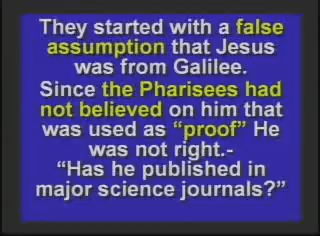 They started with a false
assumption that Jesus
was from Galilee.
Since the Pharisees had
not believed on him that
was used as “proof” He
was not right.-
“Has he published in
major science journals?”